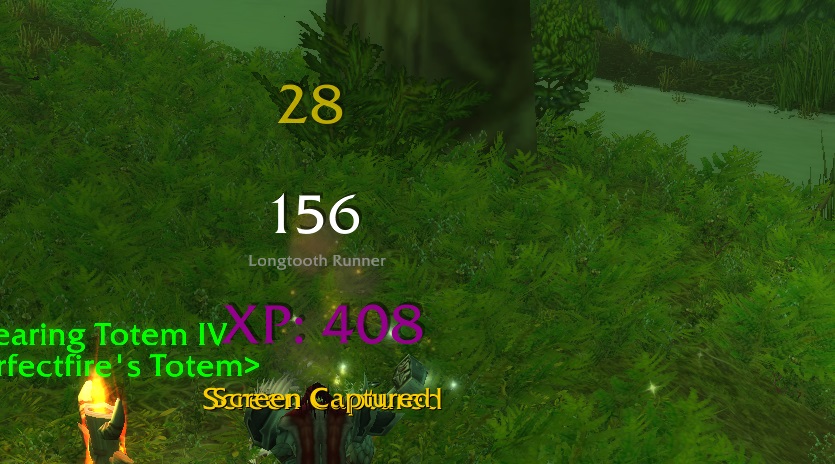 28
156
Longtooth Runner
XP: 408
earing Totem IV
rfectfire's Totem>
Screen Captured